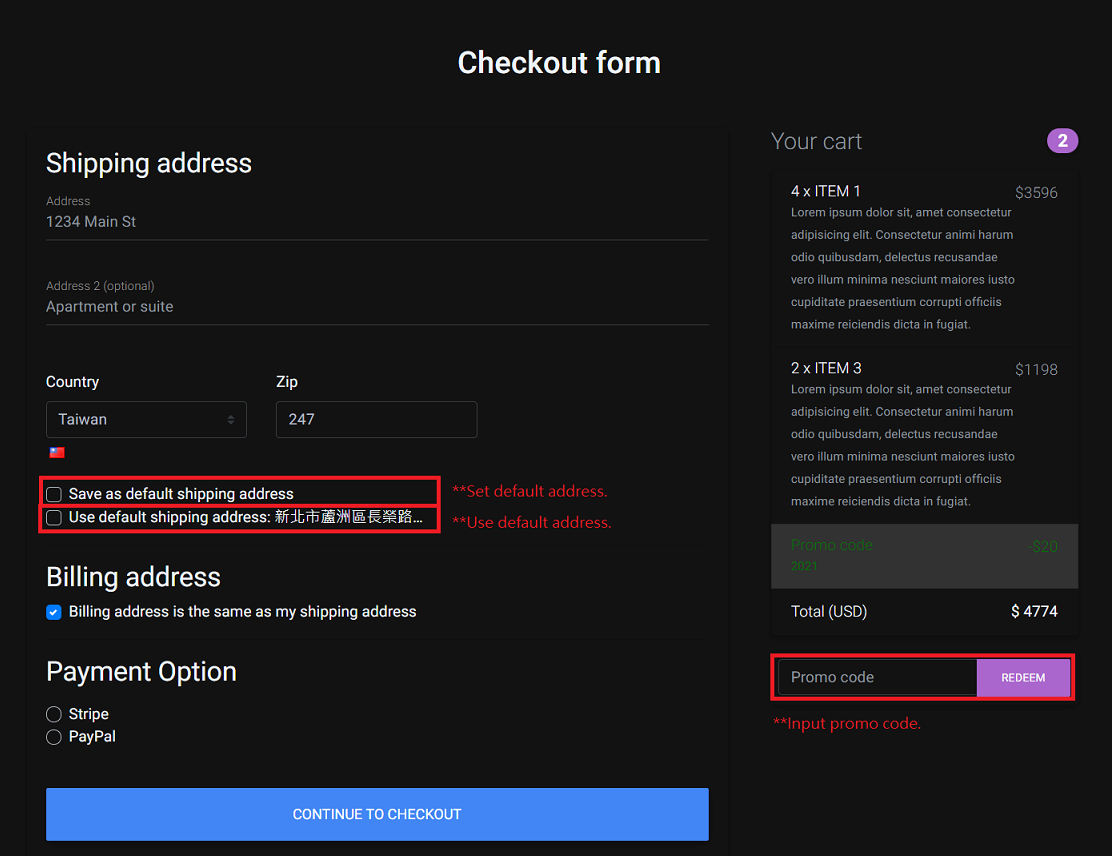 Checkout form
Shipping address
Address
1234 Main St
Address 2 (optional)
Apartment or suite
Country
Zip
Taiwan
247
Save as default shipping address
**Set default address.
Use default shipping address: 新北市蘆洲區長榮路...
**Use default address.
Billing address
Billing address is the same as my shipping address
Payment Option
Stripe
PayPal
CONTINUE TO CHECKOUT
Your cart
2
4 x ITEM 1
$3596
Lorem ipsum dolor sit, amet consectetur
adipisicing elit. Consectetur animi harum
odio quibusdam, delectus recusandae
vero illum minima nesciunt maiores iusto
cupiditate praesentium corrupti officiis
maxime reiciendis dicta in fugiat.
2 x ITEM 3
$1198
Lorem ipsum dolor sit, amet consectetur
adipisicing elit. Consectetur animi harum
odio quibusdam, delectus recusandae
vero illum minima nesciunt maiores iusto
cupiditate praesentium corrupti officiis
maxime reiciendis dicta in fugiat.
Promo code
-$20
2021
Total (USD)
$ 4774
Promo code
REDEEM
**Input promo code.